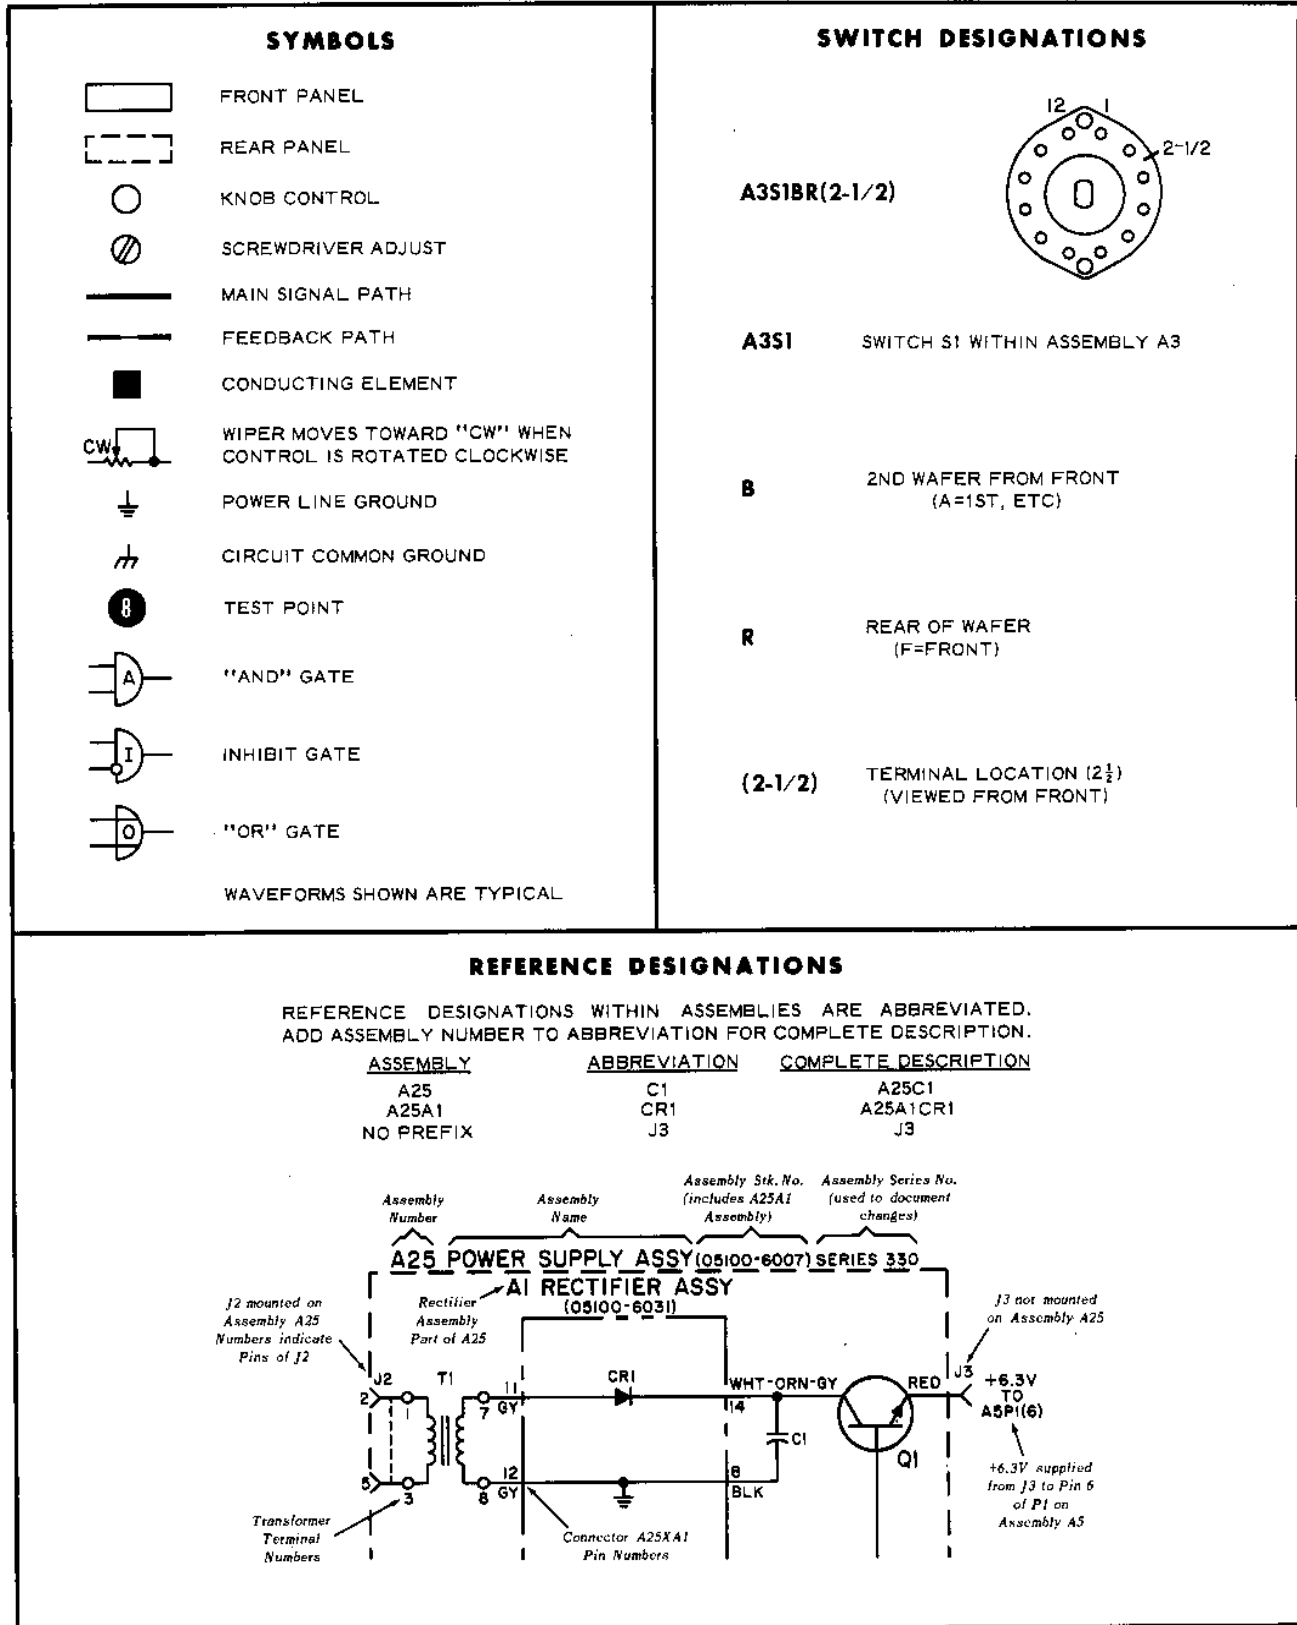 SYMBOLS
FRONT PANEL
REAR PANEL
KNOB CONTROL
SCREWDRIVER ADJUST
MAIN SIGNAL PATH
FEEDBACK PATH
CONDUCTING ELEMENT
CW
WIPER MOVES TOWARD "CW" WHEN
CONTROL IS ROTATED CLOCKWISE
POWER LINE GROUND
CIRCUIT COMMON GROUND
8
TEST POINT
A
"AND" GATE
I
INHIBIT GATE
O
"OR" GATE
WAVEFORMS SHOWN ARE TYPICAL
SWITCH DESIGNATIONS
12 1
2-1/2
A3S1BR(2-1/2)
A3S1 SWITCH S1 WITHIN ASSEMBLY A3
B 2ND WAFER FROM FRONT
(A=1ST, ETC)
R REAR OF WAFER
(F=FRONT)
(2-1/2) TERMINAL LOCATION (2½)
(VIEWED FROM FRONT)
REFERENCE DESIGNATIONS
REFERENCE DESIGNATIONS WITHIN ASSEMBLIES ARE ABBREVIATED.
ADD ASSEMBLY NUMBER TO ABBREVIATION FOR COMPLETE DESCRIPTION.
ASSEMBLY ABBREVIATION COMPLETE DESCRIPTION
A25 C1 A25C1
A25A1 CR1 A25A1CR1
NO PREFIX J3 J3
Assembly
Number
Assembly
Name
Assembly Stk. No.
(includes A25A1
Assembly)
Assembly Series No.
(used to document
changes)
A25 POWER SUPPLY ASSY (05100-6007) SERIES 330
A1 RECTIFIER ASSY
(05100-6031)
J2 mounted on
Assembly A25
Numbers indicate
Pins of J2
Rectifier
Assembly
Part of A25
J3 not mounted
on Assembly A25
J2
T1
CR1
WHT-ORN-GY
RED
J3
+6.3V
TO
A5P1(6)
2
1
7
11
GY
14
C1
Q1
5
3
8
12
GY
8
BLK
+6.3V supplied
from J3 to Pin 6
of P1 on
Assembly A5
Transformer
Terminal
Numbers
Connector A25XA1
Pin Numbers